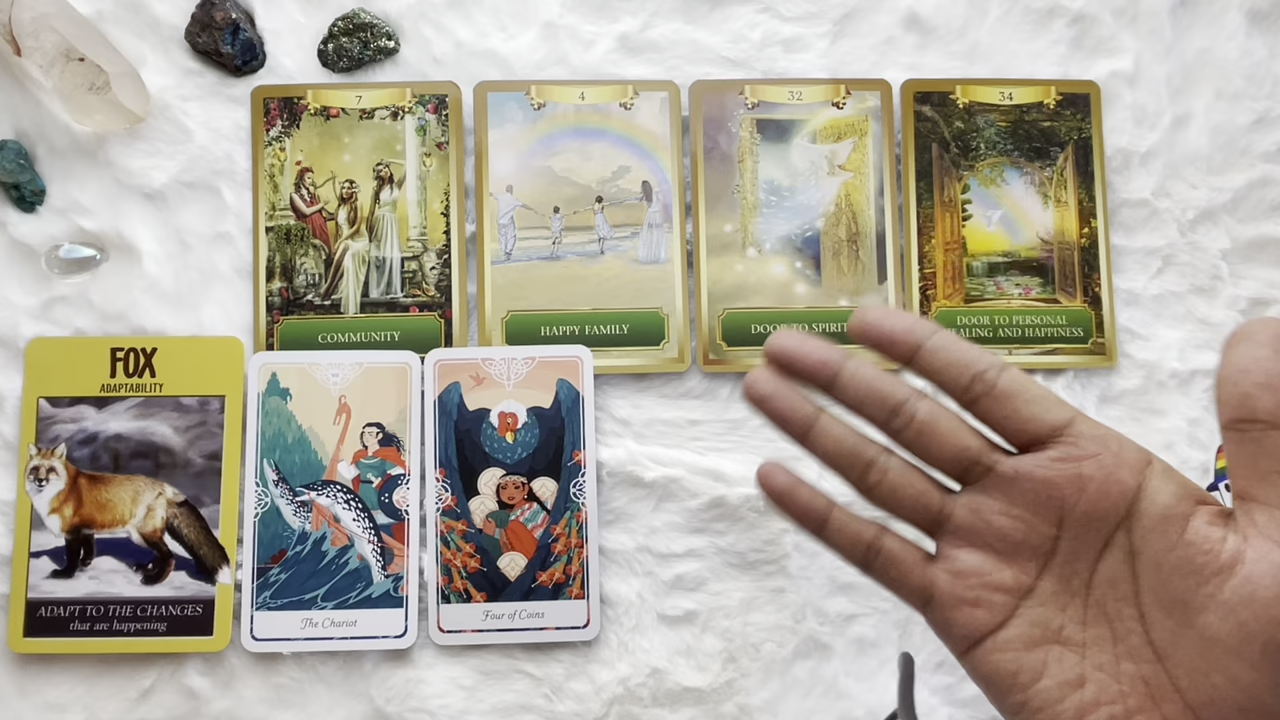 7
COMMUNITY
4
HAPPY FAMILY
32
DOOR TO SPIRIT
34
DOOR TO PERSONAL
HEALING AND HAPPINESS
FOX
ADAPTABILITY
ADAPT TO THE CHANGES
that are happening
VII
The Chariot
Four of Coins